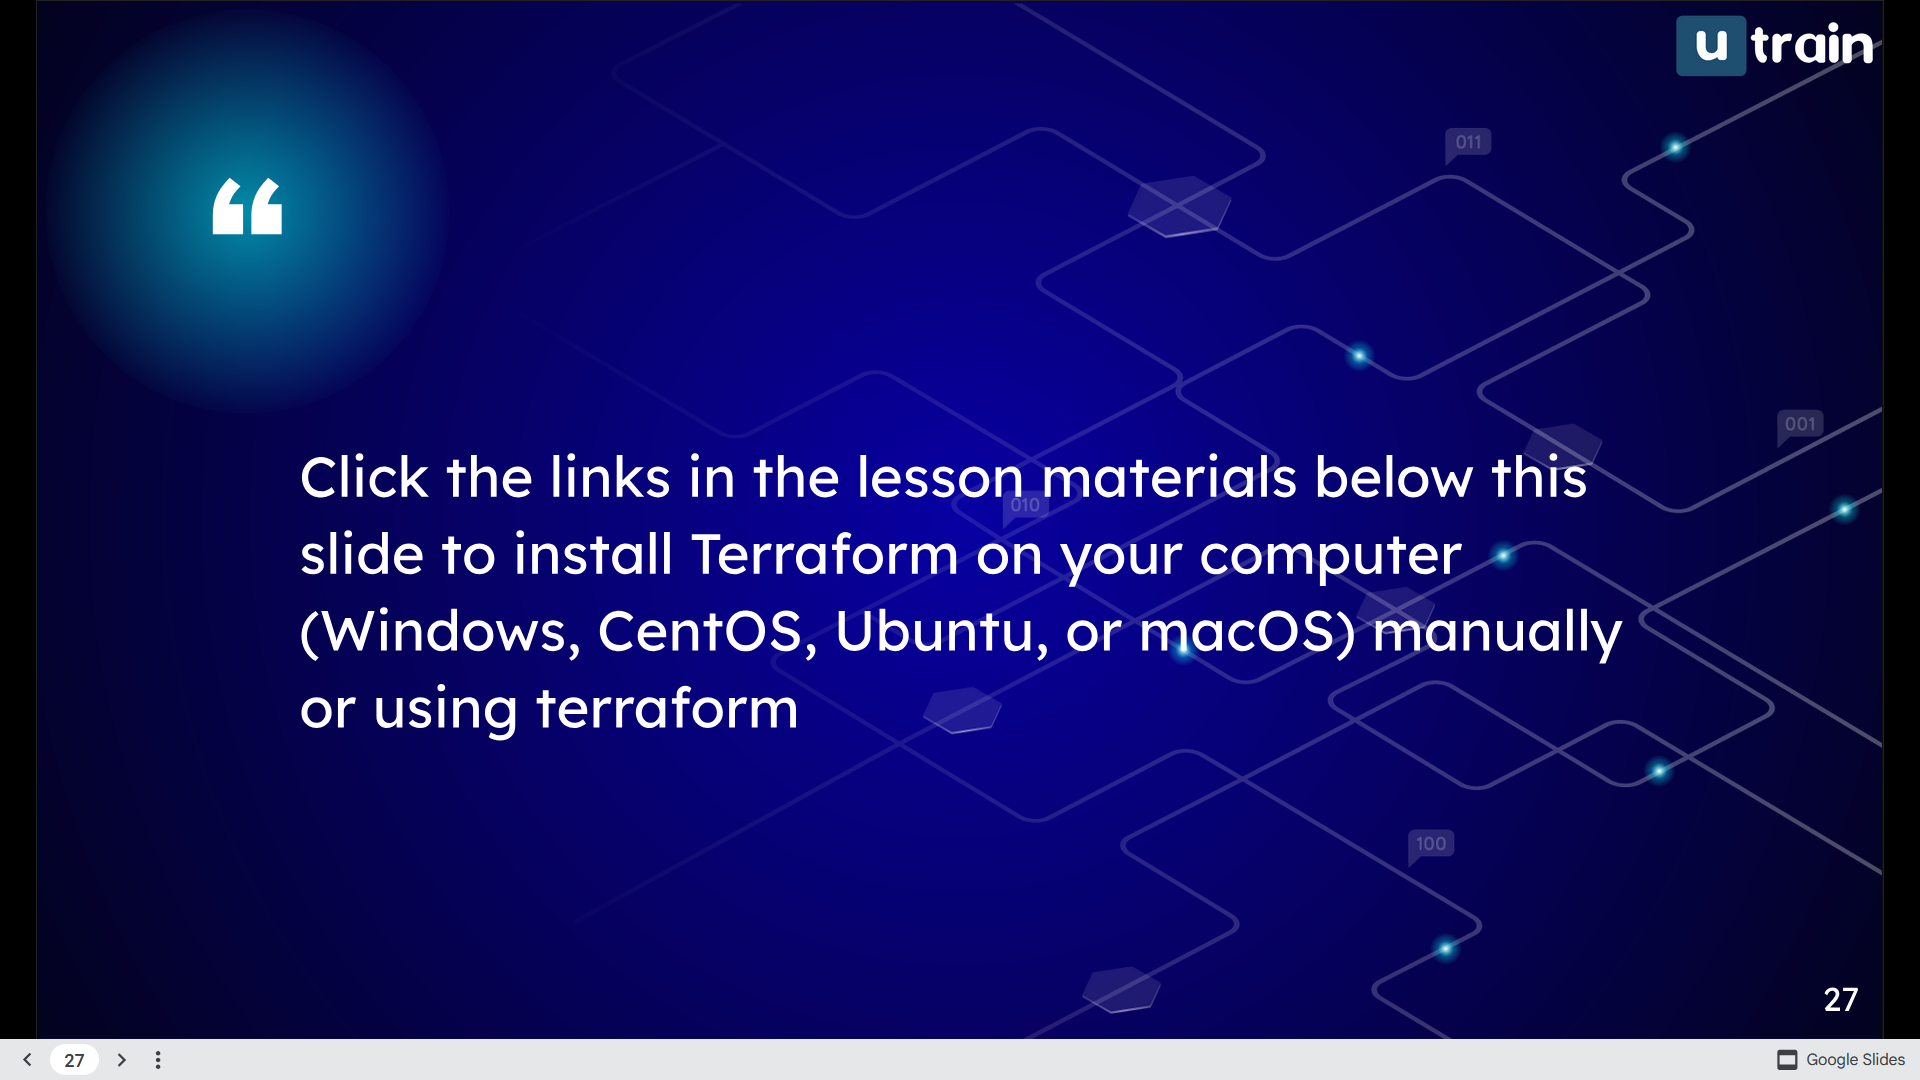 u train
011
“
001
Click the links in the lesson materials below this
010
slide to install Terraform on your computer
(Windows, CentOS, Ubuntu, or macOS) manually
or using terraform
100
27
27
Google Slides